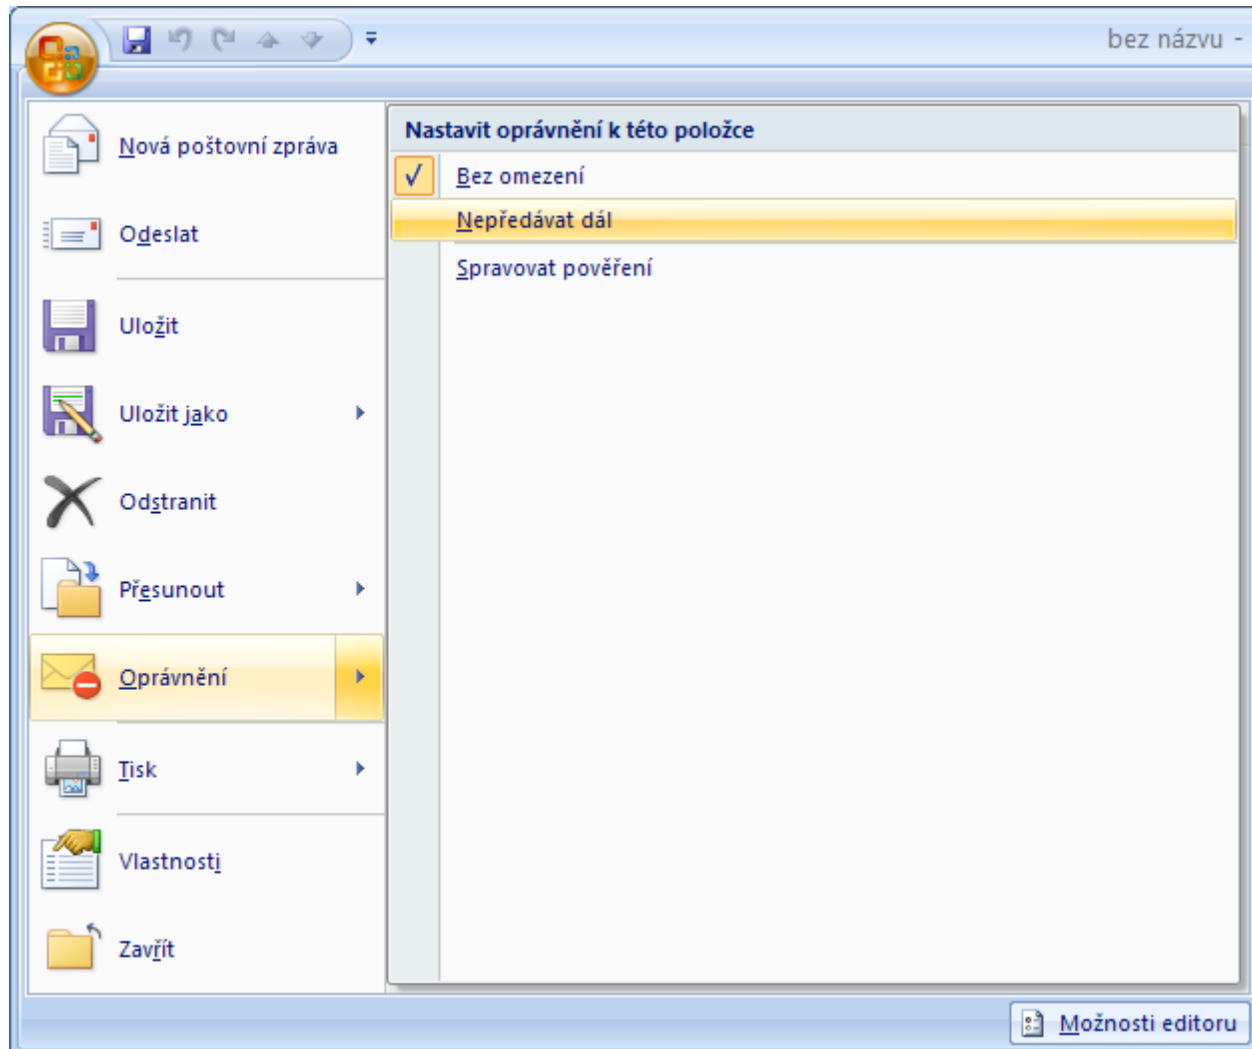 bez názvu -
Nová poštovní zpráva
Odeslat
Uložit
Uložit jako
Odstranit
Přesunout
Oprávnění
Tisk
Vlastnosti
Zavřít
Nastavit oprávnění k této položce
Bez omezení
Nepředávat dál
Spravovat pověření
Možnosti editoru